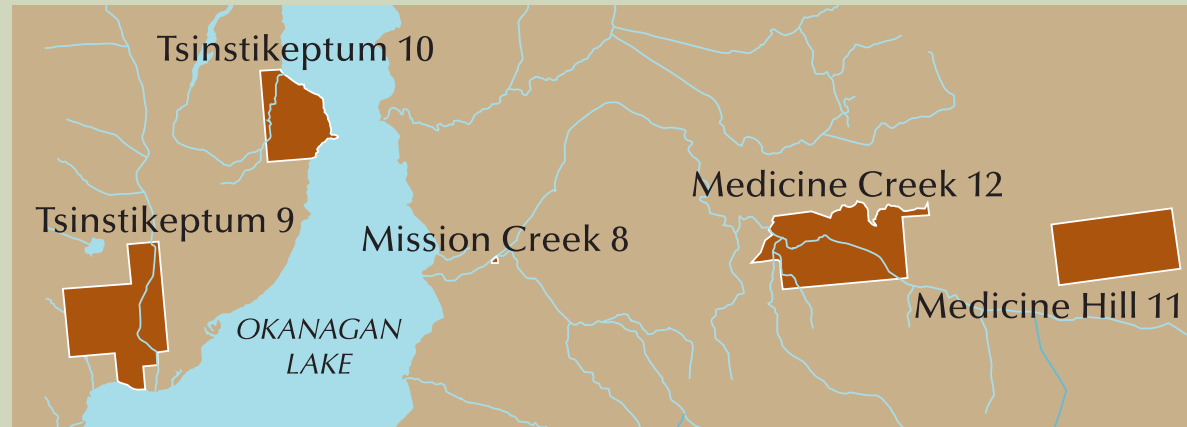 Tsinstikeptum 10
Medicine Creek 12
Tsinstikeptum 9
Mission Creek 8
Medicine Hill 11
OKANAGAN
LAKE